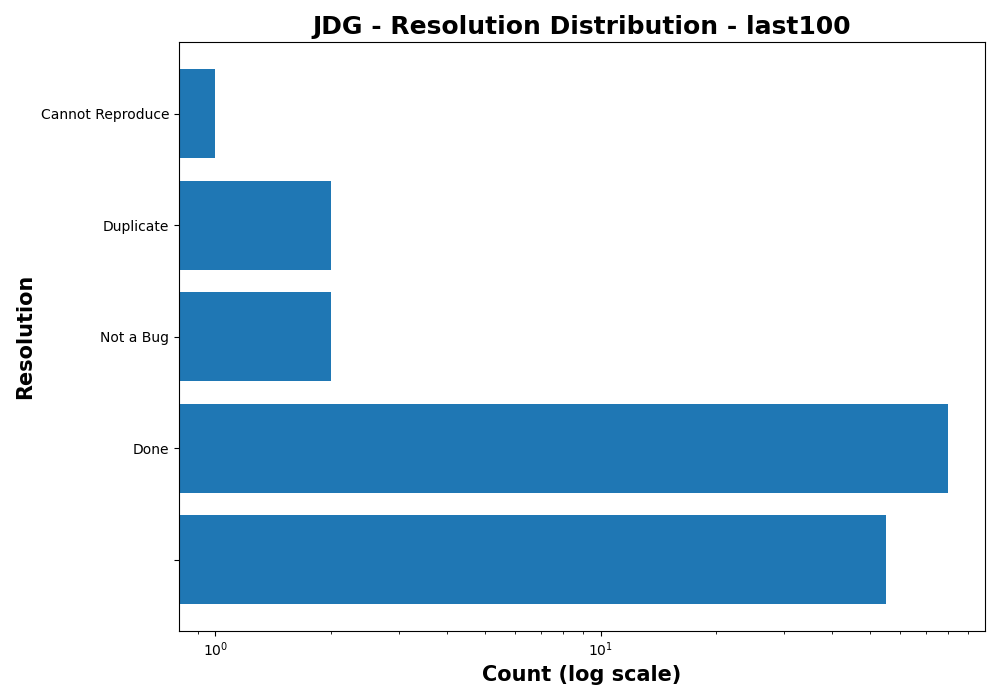 JDG - Resolution Distribution - last100
Cannot Reproduce
Duplicate
Not a Bug
Done
Resolution
10⁰
10¹
Count (log scale)